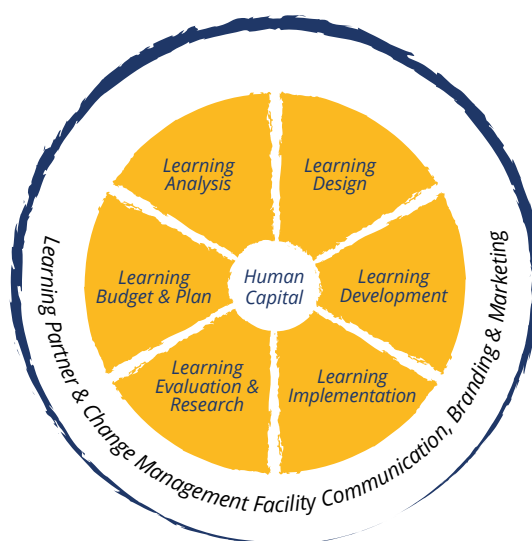 Learning
Analysis
Learning
Design
Learning
Budget & Plan
Human
Capital
Learning
Development
Learning
Evaluation &
Research
Learning
Implementation
Learning Partner & Change Management Facility Communication, Branding & Marketing